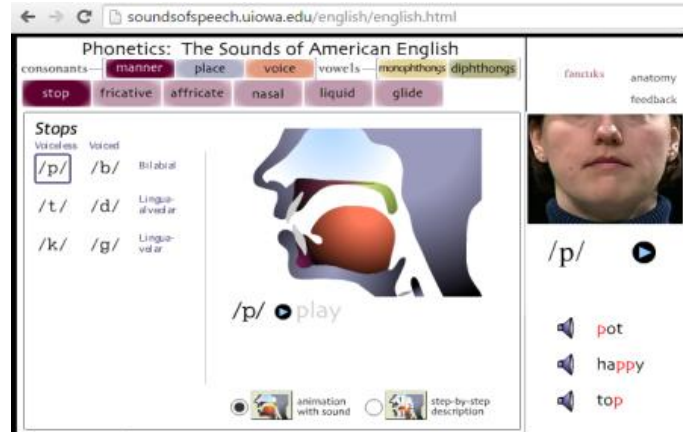 soundsofspeech.uiowa.edu/english/english.html
Phonetics: The Sounds of American English
consonants manner place voice vowels monophthongs diphthongs
stop fricative affricate nasal liquid glide
anatomy
feedback
Stops
Voiceless Voiced
/p/ /b/ Bilabial
/t/ /d/ Lingua-
alveolar
/k/ /g/ Lingua-
velar
/p/ play
animation
with sound
step-by-step
description
/p/
pot
happy
top